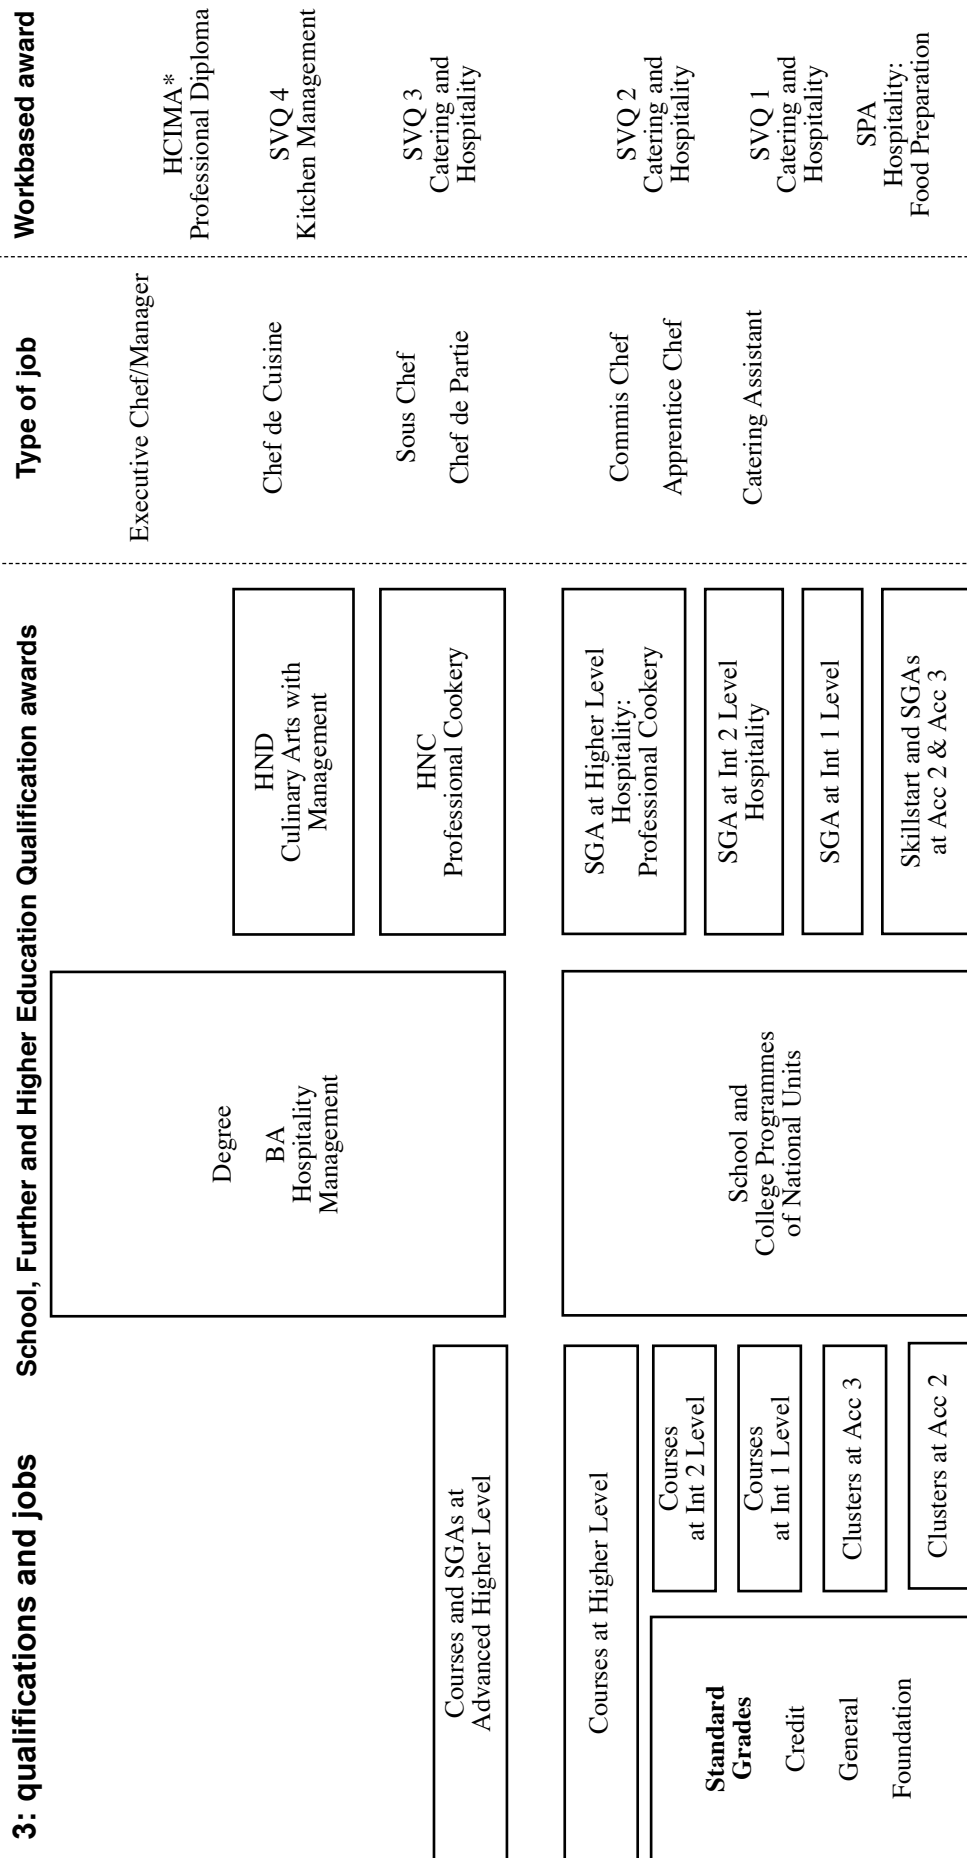 3: qualifications and jobs
School, Further and Higher Education Qualification awards
Type of job
Workbased award
Courses and SGAs at
Advanced Higher Level
Courses at Higher Level
Standard
Grades
Credit
General
Foundation
Courses
at Int 2 Level
Courses
at Int 1 Level
Clusters at Acc 3
Clusters at Acc 2
Degree
BA
Hospitality
Management
School and
College Programmes
of National Units
HND
Culinary Arts with
Management
HNC
Professional Cookery
SGA at Higher Level
Hospitality:
Professional Cookery
SGA at Int 2 Level
Hospitality
SGA at Int 1 Level
Skillstart and SGAs
at Acc 2 & Acc 3
Executive Chef/Manager
Chef de Cuisine
Sous Chef
Chef de Partie
Commis Chef
Apprentice Chef
Catering Assistant
HCIMA*
Professional Diploma
SVQ 4
Kitchen Management
SVQ 3
Catering and
Hospitality
SVQ 2
Catering and
Hospitality
SVQ 1
Catering and
Hospitality
SPA
Hospitality:
Food Preparation